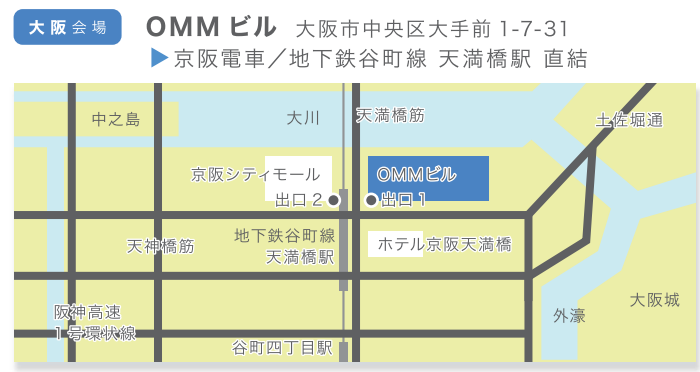 大阪会場
OMMビル 大阪市中央区大手前1-7-31
▶京阪電車／地下鉄谷町線 天満橋駅 直結
中之島
大川
天満橋筋
土佐堀通
京阪シティモール
OMMビル
出口2
出口1
天神橋筋
地下鉄谷町線
天満橋駅
ホテル京阪天満橋
阪神高速
1号環状線
外濠
大阪城
谷町四丁目駅